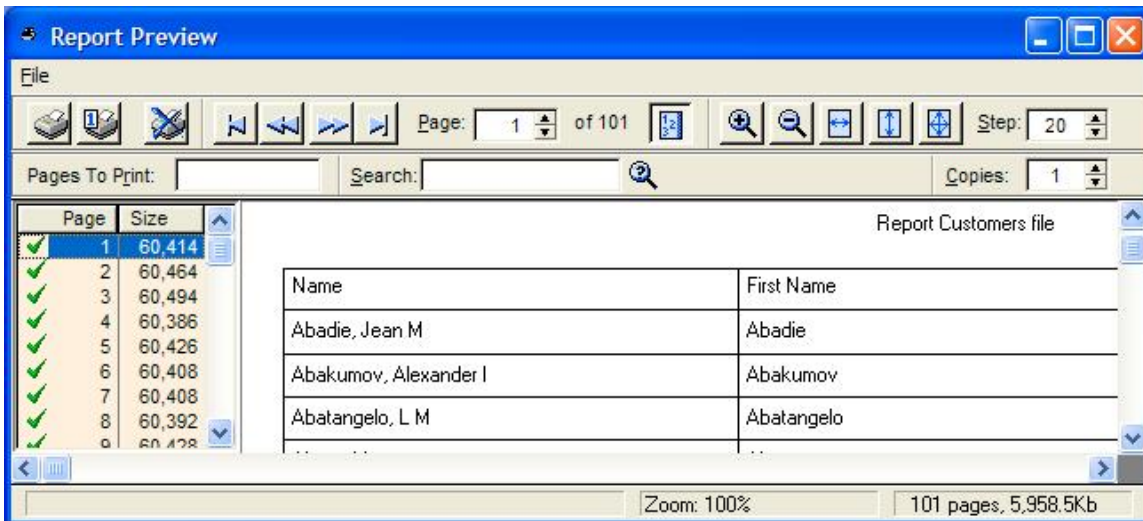 Report Preview
File
Page: 1 of 101 Step: 20
Pages To Print: Search: Copies: 1
Page Size
1 60,414
2 60,464
3 60,494
4 60,386
5 60,426
6 60,408
7 60,408
8 60,392
9 60,428
Report Customers file
Name First Name
Abadie, Jean M Abadie
Abakumov, Alexander I Abakumov
Abatangelo, L M Abatangelo
Zoom: 100% 101 pages, 5,958.5Kb